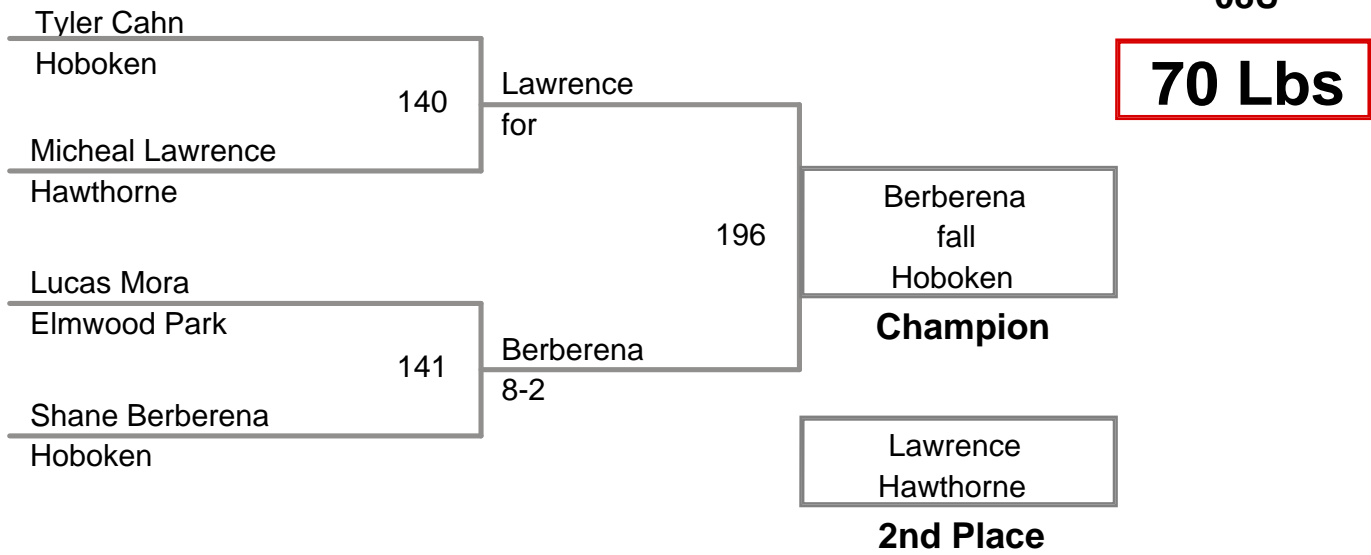 Tyler Cahn
Hoboken
140
Micheal Lawrence
Hawthorne
Lucas Mora
Elmwood Park
141
Shane Berberena
Hoboken
Lawrence
for
Berberena
8-2
196
Berberena
fall
Hoboken
Champion
Lawrence
Hawthorne
2nd Place
70 Lbs